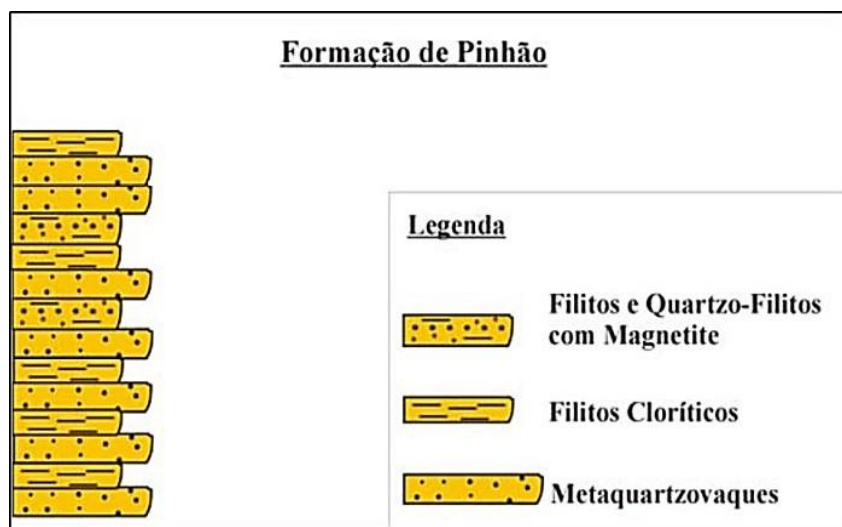 Formação de Pinhão
Legenda
Filitos e Quartzo-Filitos
com Magnetite
Filitos Cloríticos
Metaquartzovaques